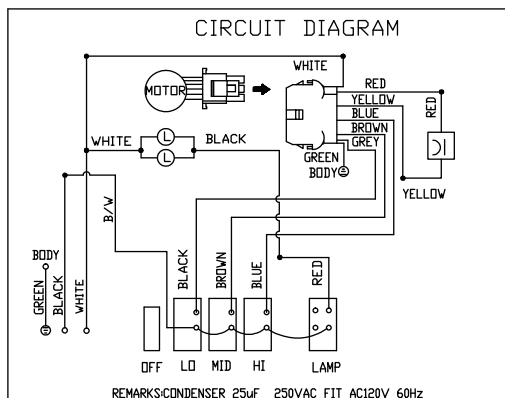 CIRCUIT DIAGRAM
WHITE
MOTOR
RED
YELLOW
BLUE
BROWN
GREY
RED
GREEN
BODY
WHITE
L
L
BLACK
YELLOW
B/W
BODY
GREEN
BLACK
WHITE
BLACK
BROWN
BLUE
RED
OFF LO MID HI LAMP
REMARKS:CONDENSER 25uF 250VAC FIT AC120V 60Hz